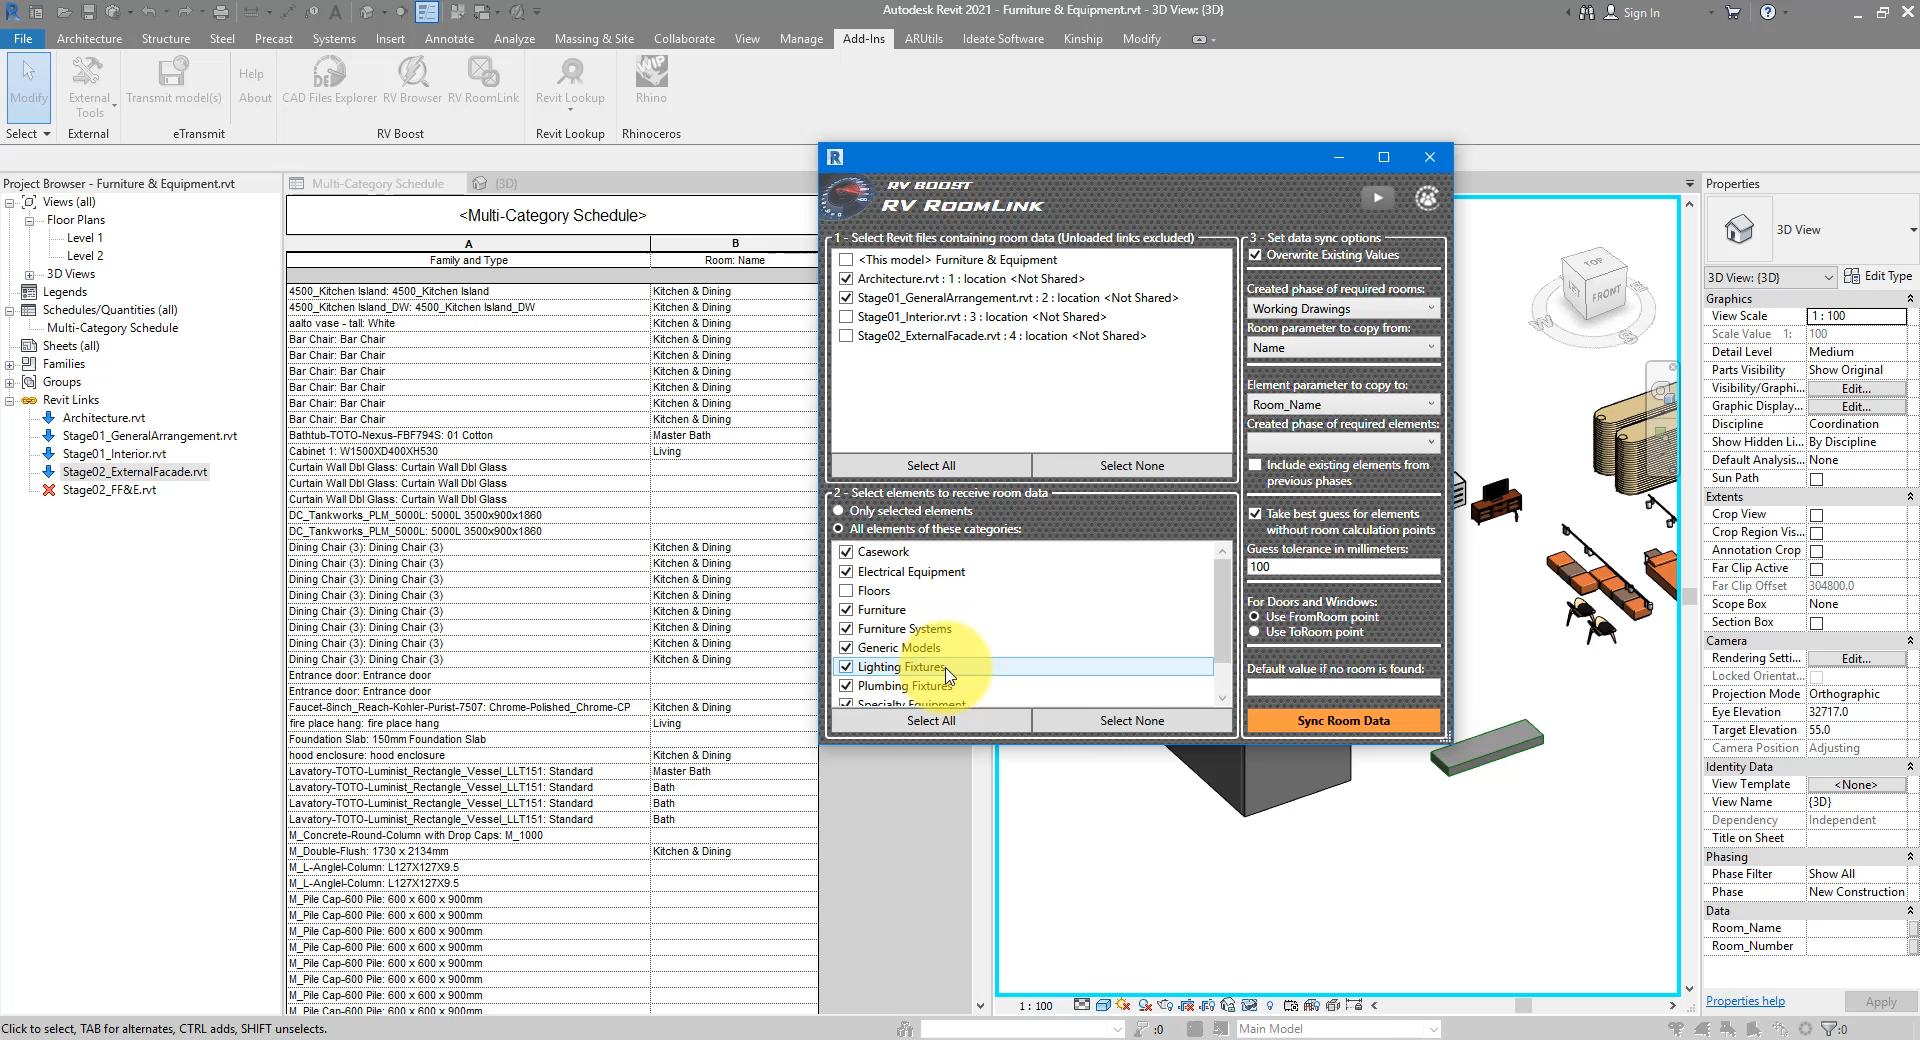 Autodesk Revit 2021 - Furniture & Equipment.rvt - 3D View: {3D}
Sign In
File Architecture Structure Steel Precast Systems Insert Annotate Analyze Massing & Site Collaborate View Manage Add-Ins ARUtils Ideate Software Kinship Modify
Modify
External Tools
Transmit model(s)
Help
About
CAD Files Explorer
RV Browser
RV RoomLink
Revit Lookup
WIP
Rhino
Select
External
eTransmit
RV Boost
Revit Lookup
Rhinoceros
Project Browser - Furniture & Equipment.rvt
Views (all)
Floor Plans
Level 1
Level 2
3D Views
Legends
Schedules/Quantities (all)
Multi-Category Schedule
Sheets (all)
Families
Groups
Revit Links
Architecture.rvt
Stage01_GeneralArrangement.rvt
Stage01_Interior.rvt
Stage02_ExternalFacade.rvt
Stage02_FF&E.rvt
Multi-Category Schedule
{3D}
<Multi-Category Schedule>
A B
Family and Type Room: Name
4500_Kitchen Island: 4500_Kitchen Island Kitchen & Dining
4500_Kitchen Island_DW: 4500_Kitchen Island_DW Kitchen & Dining
aalto vase - tall: White Kitchen & Dining
Bar Chair: Bar Chair Kitchen & Dining
Bar Chair: Bar Chair Kitchen & Dining
Bar Chair: Bar Chair Kitchen & Dining
Bar Chair: Bar Chair Kitchen & Dining
Bar Chair: Bar Chair Kitchen & Dining
Bar Chair: Bar Chair Kitchen & Dining
Bathtub-TOTO-Nexus-FBF794S: 01 Cotton Master Bath
Cabinet 1: W1500XD400XH530 Living
Curtain Wall Dbl Glass: Curtain Wall Dbl Glass
Curtain Wall Dbl Glass: Curtain Wall Dbl Glass
Curtain Wall Dbl Glass: Curtain Wall Dbl Glass
DC_Tankworks_PLM_5000L: 5000L 3500x900x1860
DC_Tankworks_PLM_5000L: 5000L 3500x900x1860
Dining Chair (3): Dining Chair (3) Kitchen & Dining
Dining Chair (3): Dining Chair (3) Kitchen & Dining
Dining Chair (3): Dining Chair (3) Kitchen & Dining
Dining Chair (3): Dining Chair (3) Kitchen & Dining
Dining Chair (3): Dining Chair (3) Kitchen & Dining
Dining Chair (3): Dining Chair (3) Kitchen & Dining
Dining Chair (3): Dining Chair (3) Kitchen & Dining
Dining Chair (3): Dining Chair (3) Kitchen & Dining
Entrance door: Entrance door
Entrance door: Entrance door
Faucet-8inch_Reach-Kohler-Purist-7507: Chrome-Polished_Chrome-CP Kitchen & Dining
fire place hang: fire place hang Living
Foundation Slab: 150mm Foundation Slab
hood enclosure: hood enclosure Kitchen & Dining
Lavatory-TOTO-Luminist_Rectangle_Vessel_LLT151: Standard Master Bath
Lavatory-TOTO-Luminist_Rectangle_Vessel_LLT151: Standard Bath
Lavatory-TOTO-Luminist_Rectangle_Vessel_LLT151: Standard Bath
Lavatory-TOTO-Luminist_Rectangle_Vessel_LLT151: Standard Bath
M_Concrete-Round-Column with Drop Caps: M_1000
M_Double-Flush: 1730 x 2134mm Kitchen & Dining
M_L-Anglel-Column: L127X127X9.5
M_L-Anglel-Column: L127X127X9.5
M_Pile Cap-600 Pile: 600 x 600 x 900mm
M_Pile Cap-600 Pile: 600 x 600 x 900mm
M_Pile Cap-600 Pile: 600 x 600 x 900mm
M_Pile Cap-600 Pile: 600 x 600 x 900mm
M_Pile Cap-600 Pile: 600 x 600 x 900mm
M_Pile Cap-600 Pile: 600 x 600 x 900mm
M_Pile Cap-600 Pile: 600 x 600 x 900mm
M_Pile Cap-600 Pile: 600 x 600 x 900mm
RV BOOST
RV ROOMLINK
1 - Select Revit files containing room data (Unloaded links excluded)
<This model> Furniture & Equipment
Architecture.rvt : 1 : location <Not Shared>
Stage01_GeneralArrangement.rvt : 2 : location <Not Shared>
Stage01_Interior.rvt : 3 : location <Not Shared>
Stage02_ExternalFacade.rvt : 4 : location <Not Shared>
Select All Select None
2 - Select elements to receive room data
Only selected elements
All elements of these categories:
Casework
Electrical Equipment
Floors
Furniture
Furniture Systems
Generic Models
Lighting Fixtures
Plumbing Fixtures
Specialty Equipment
Select All Select None
3 - Set data sync options
Overwrite Existing Values
Created phase of required rooms:
Working Drawings
Room parameter to copy from:
Name
Element parameter to copy to:
Room_Name
Created phase of required elements:
Include existing elements from previous phases
Take best guess for elements without room calculation points
Guess tolerance in millimeters:
100
For Doors and Windows:
Use FromRoom point
Use ToRoom point
Default value if no room is found:
Sync Room Data
TOP
LEFT
FRONT
W
S
Properties
3D View
3D View: {3D} Edit Type
Graphics
View Scale 1 : 100
Scale Value 1: 100
Detail Level Medium
Parts Visibility Show Original
Visibility/Graphi... Edit...
Graphic Display... Edit...
Discipline Coordination
Show Hidden Li... By Discipline
Default Analysis... None
Sun Path
Extents
Crop View
Crop Region Vis...
Annotation Crop
Far Clip Active
Far Clip Offset 304800.0
Scope Box None
Section Box
Camera
Rendering Setti... Edit...
Locked Orientat...
Projection Mode Orthographic
Eye Elevation 32717.0
Target Elevation 55.0
Camera Position Adjusting
Identity Data
View Template <None>
View Name {3D}
Dependency Independent
Title on Sheet
Phasing
Phase Filter Show All
Phase New Construction
Data
Room_Name
Room_Number
Properties help Apply
1 : 100
Click to select, TAB for alternates, CTRL adds, SHIFT unselects.
:0
Main Model
:0